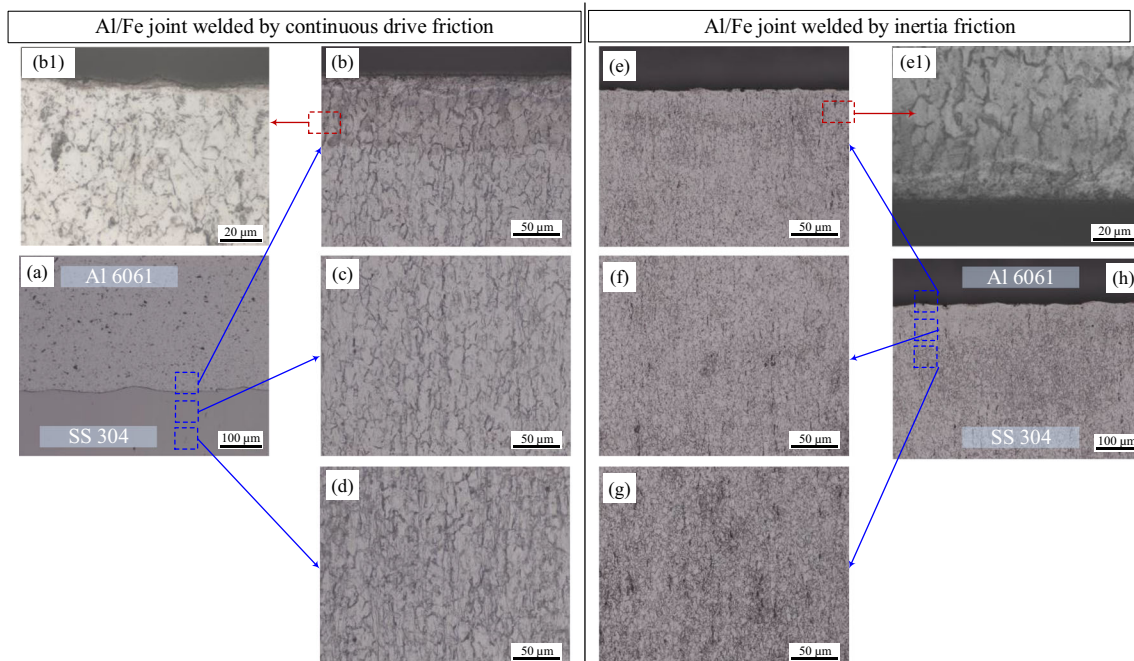 Al/Fe joint welded by continuous drive friction
Al/Fe joint welded by inertia friction
(b1)
20 µm
(b)
50 µm
(e)
50 µm
(e1)
20 µm
(a)
Al 6061
SS 304
100 µm
(c)
50 µm
(f)
50 µm
Al 6061
(h)
SS 304
100 µm
(d)
50 µm
(g)
50 µm